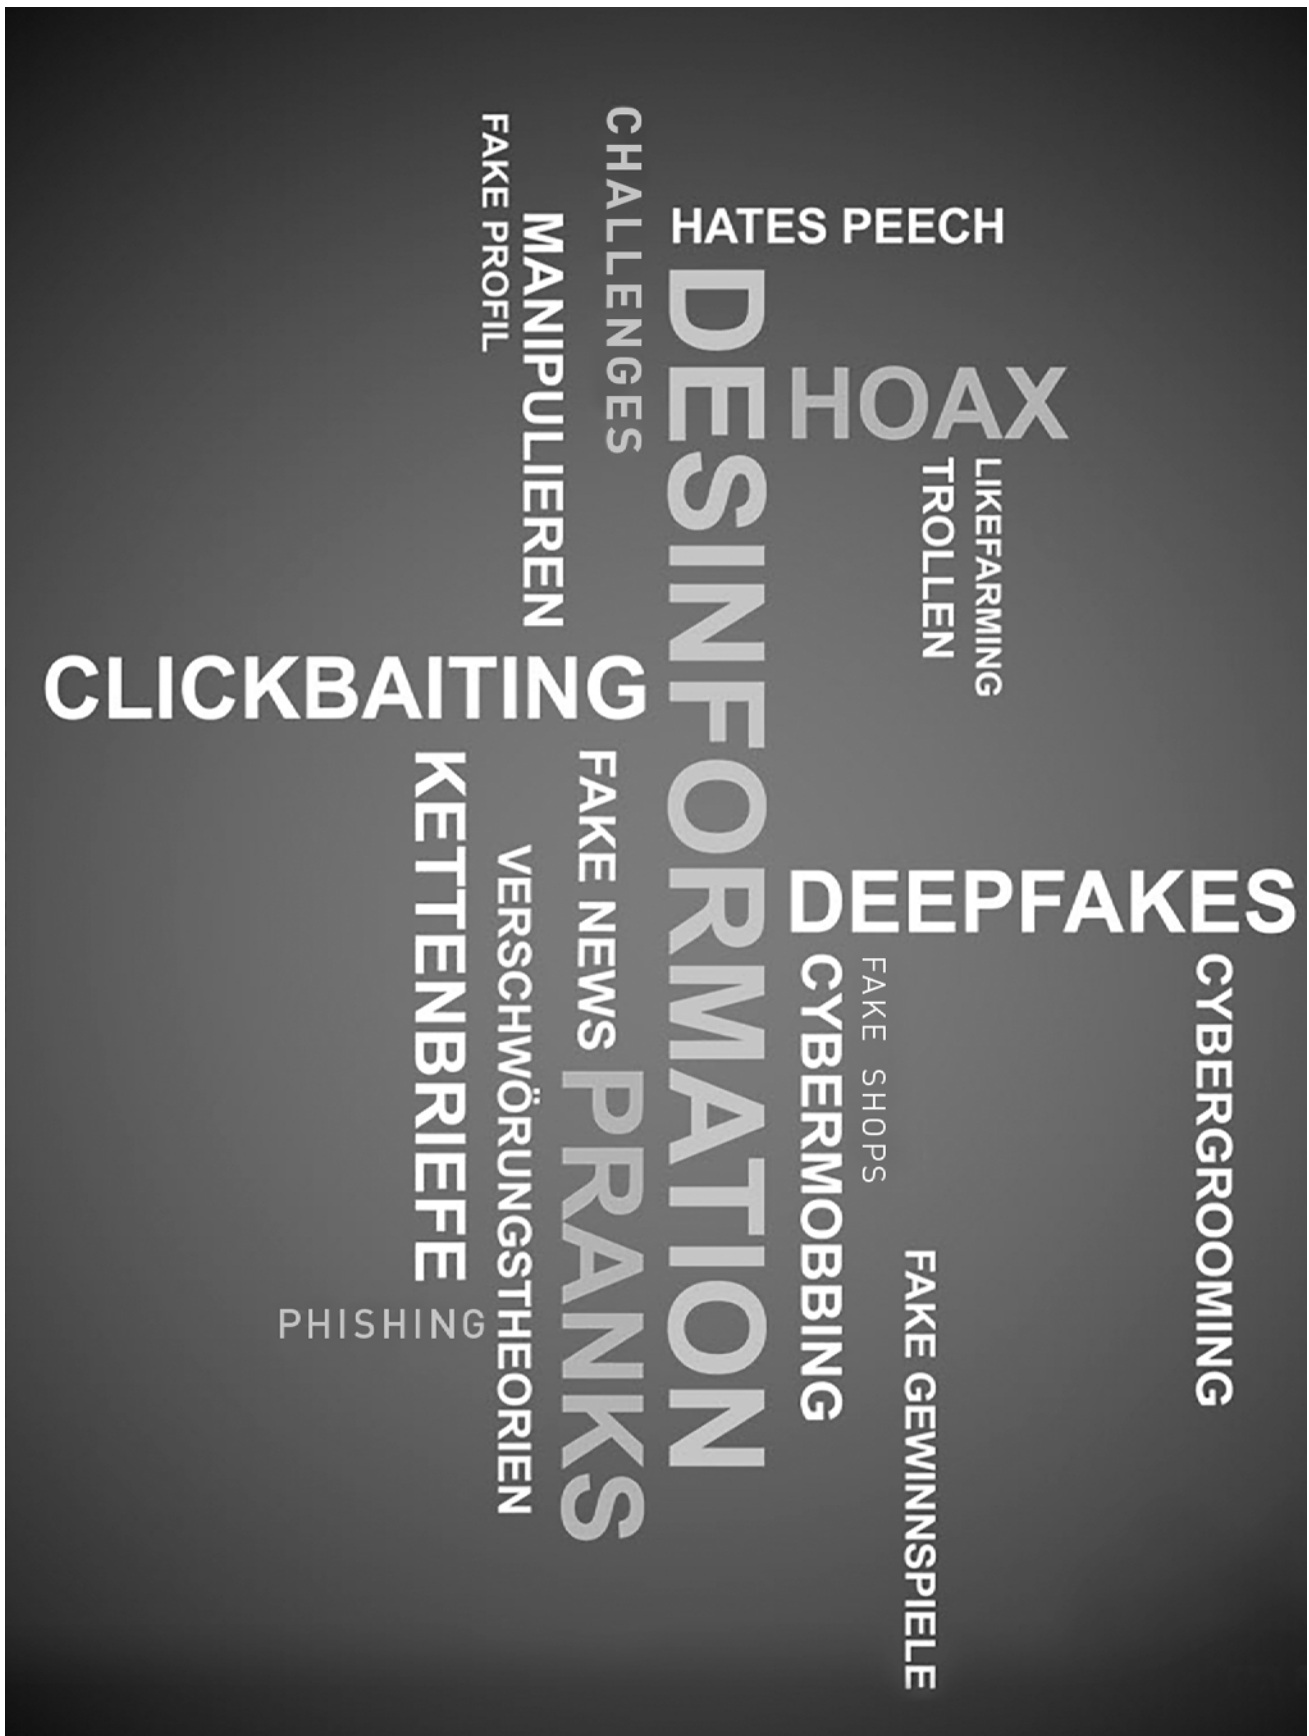 FAKE PROFIL
MANIPULIEREN
CHALLENGES
HATES PEECH
DESINFORMATION
HOAX
TROLLEN
LIKEFARMING
CLICKBAITING
KETTENBRIEFE
VERSCHWÖRUNGSTHEORIEN
FAKE NEWS
PRANKS
DEEPFAKES
CYBERMOBBING
FAKE SHOPS
CYBERGROOMING
FAKE GEWINNSPIELE
PHISHING